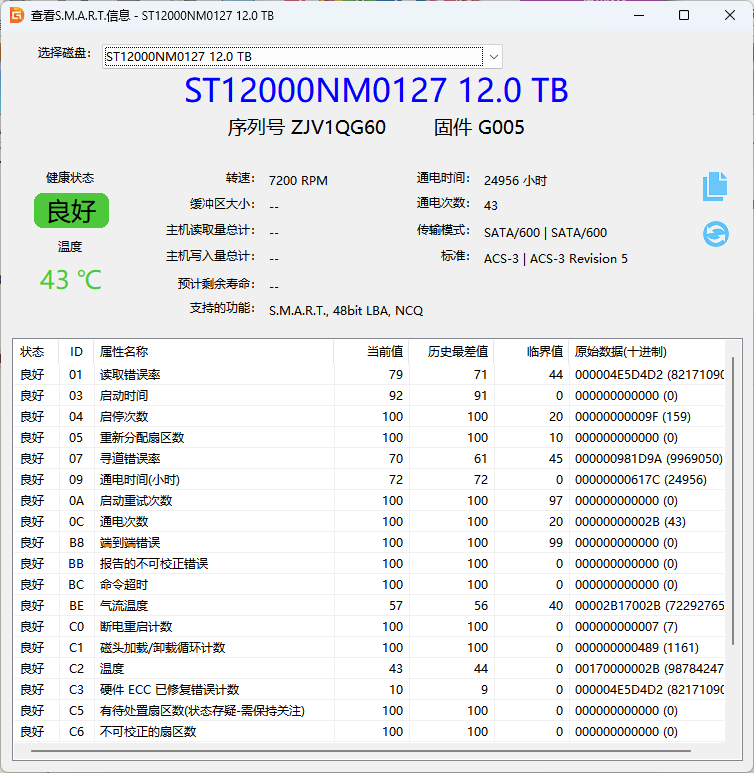 查看S.M.A.R.T.信息 - ST12000NM0127 12.0 TB
选择磁盘: ST12000NM0127 12.0 TB
ST12000NM0127 12.0 TB
序列号 ZJV1QG60 固件 G005
健康状态
良好
温度
43 ℃
转速: 7200 RPM
缓冲区大小: --
主机读取量总计: --
主机写入量总计: --
预计剩余寿命: --
支持的功能: S.M.A.R.T., 48bit LBA, NCQ
通电时间: 24956 小时
通电次数: 43
传输模式: SATA/600 | SATA/600
标准: ACS-3 | ACS-3 Revision 5
状态 ID 属性名称 当前值 历史最差值 临界值 原始数据(十进制)
良好 01 读取错误率 79 71 44 000004E5D4D2 (82171090
良好 03 启动时间 92 91 0 000000000000 (0)
良好 04 启停次数 100 100 20 00000000009F (159)
良好 05 重新分配扇区数 100 100 10 000000000000 (0)
良好 07 寻道错误率 70 61 45 000000981D9A (9969050)
良好 09 通电时间(小时) 72 72 0 00000000617C (24956)
良好 0A 启动重试次数 100 100 97 000000000000 (0)
良好 0C 通电次数 100 100 20 00000000002B (43)
良好 B8 端到端错误 100 100 99 000000000000 (0)
良好 BB 报告的不可校正错误 100 100 0 000000000000 (0)
良好 BC 命令超时 100 100 0 000000000000 (0)
良好 BE 气流温度 57 56 40 00002B17002B (72292765
良好 C0 断电重启计数 100 100 0 000000000007 (7)
良好 C1 磁头加载/卸载循环计数 100 100 0 000000000489 (1161)
良好 C2 温度 43 44 0 00170000002B (98784247
良好 C3 硬件 ECC 已修复错误计数 10 9 0 000004E5D4D2 (82171090
良好 C5 有待处置扇区数(状态存疑-需保持关注) 100 100 0 000000000000 (0)
良好 C6 不可校正的扇区数 100 100 0 000000000000 (0)